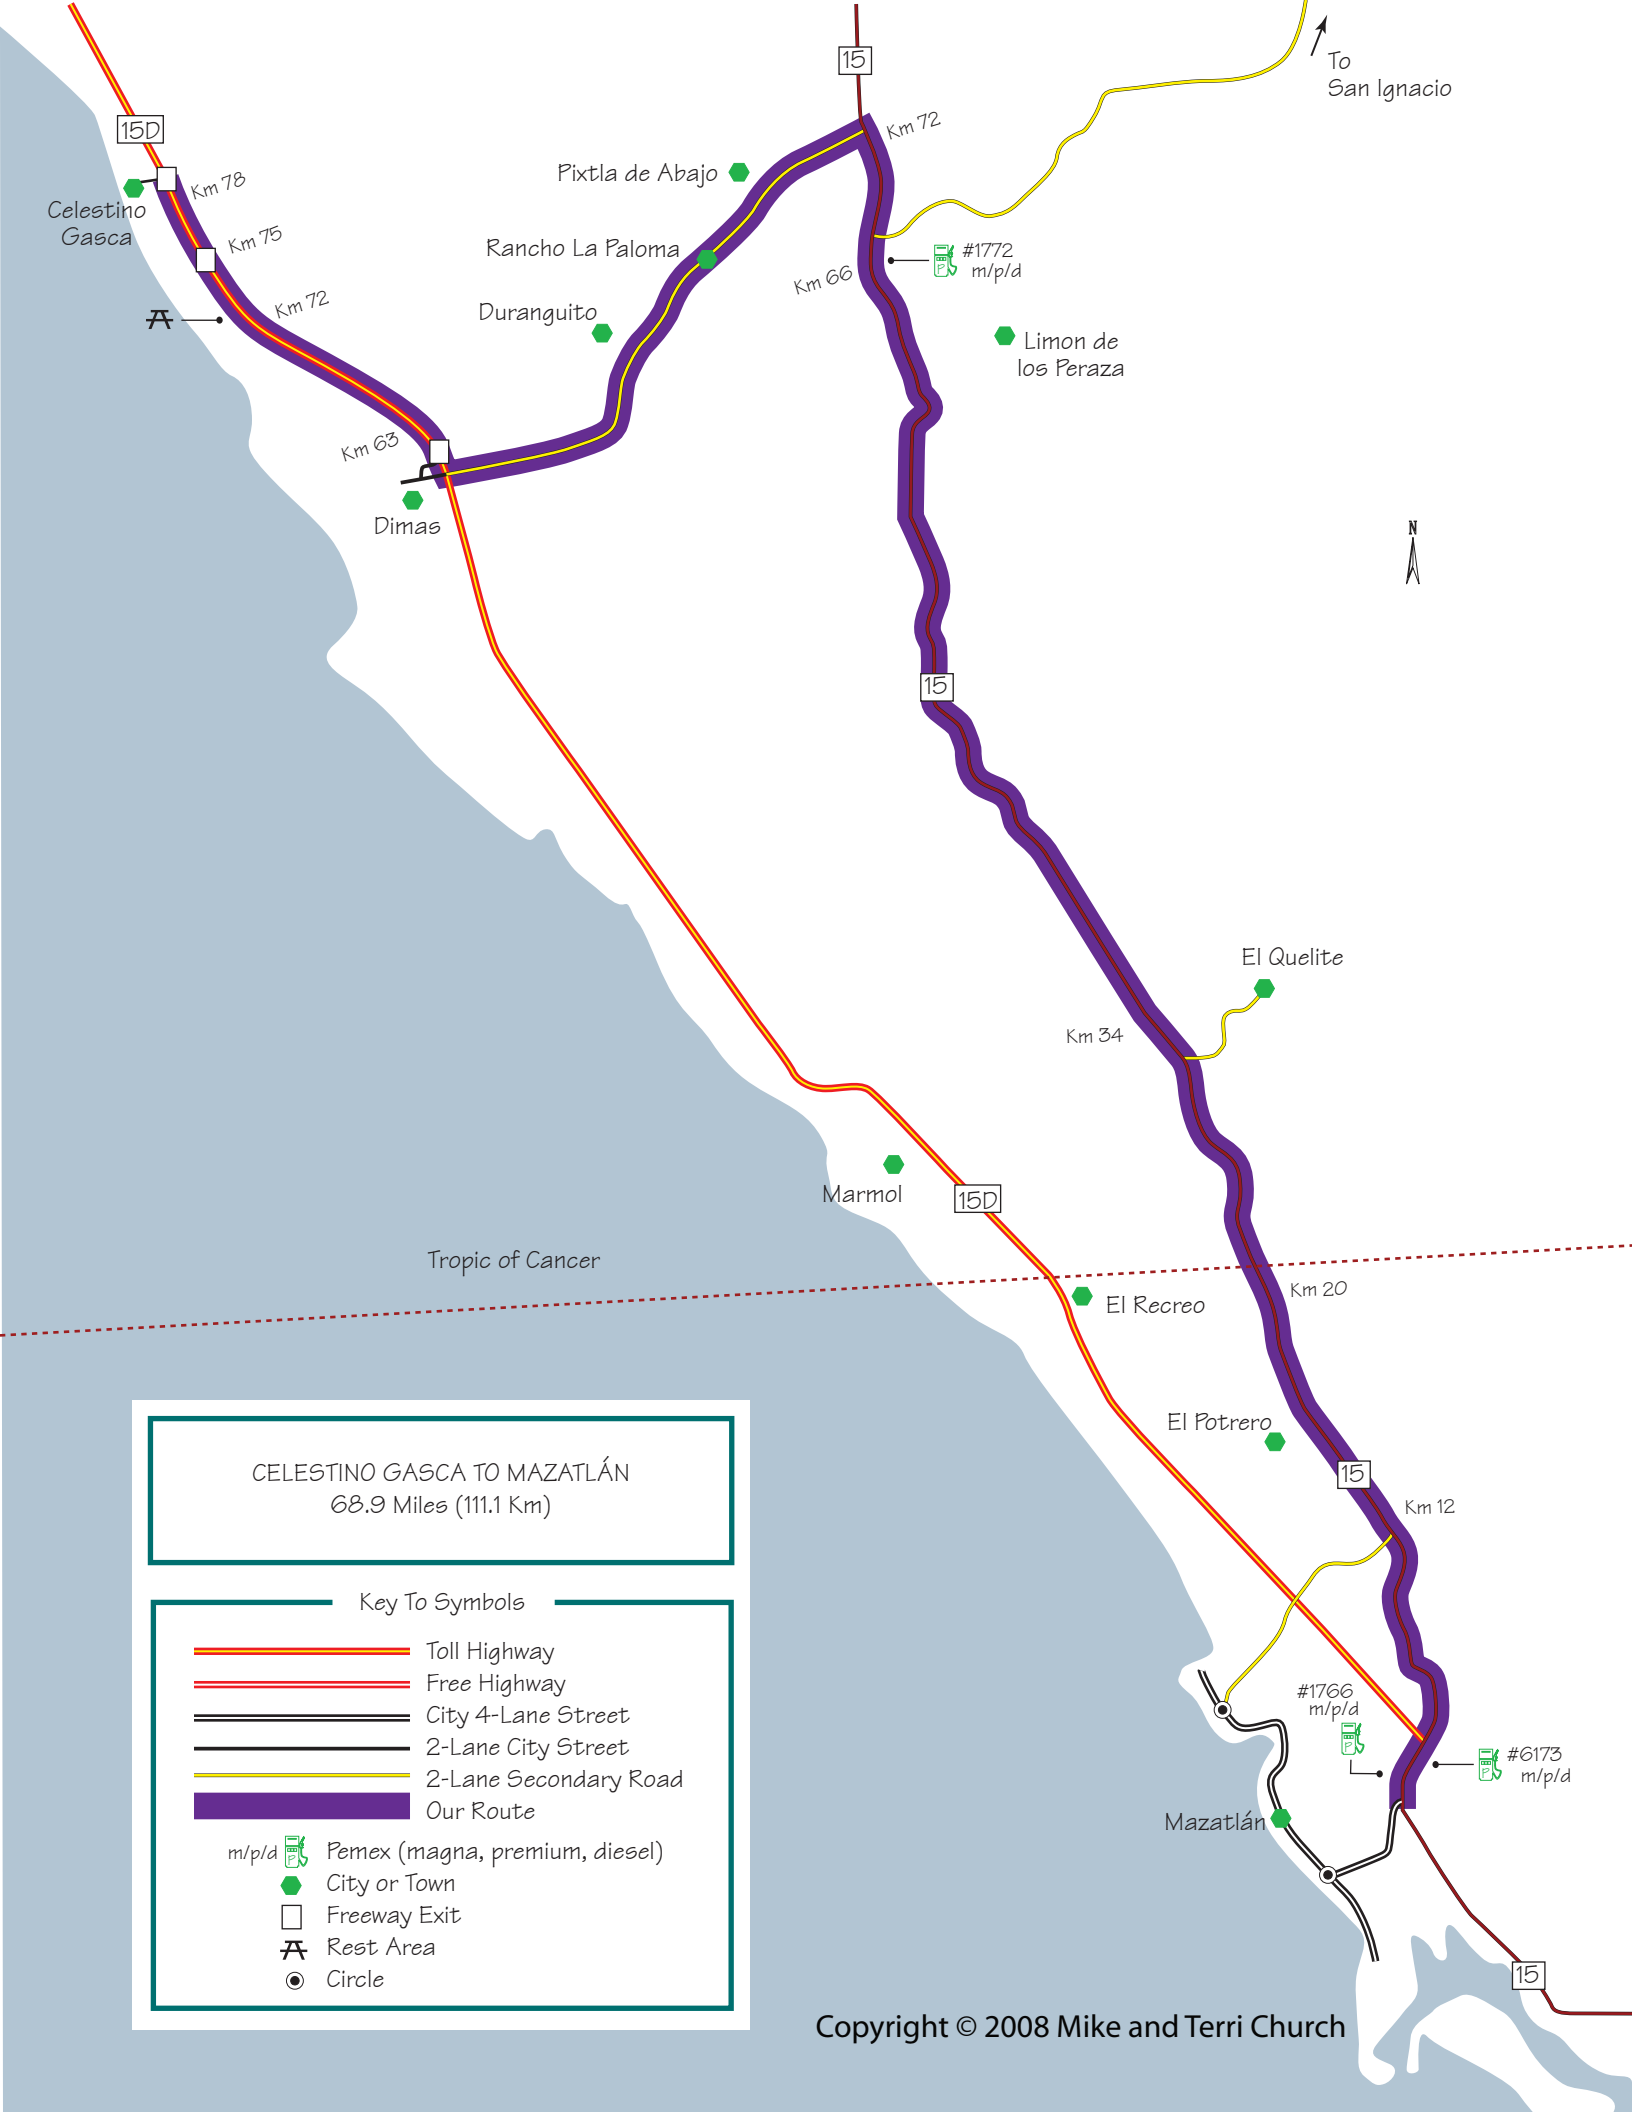 15
To
San Ignacio
15D
Km 72
Pixtla de Abajo
Km 78
Celestino
Gasca
Km 75
Rancho La Paloma
#1772
m/p/d
Km 66
Km 72
Duranguito
Limon de
los Peraza
Km 63
Dimas
N
15
El Quelite
Km 34
Marmol
15D
Tropic of Cancer
Km 20
El Recreo
El Potrero
15
Km 12
CELESTINO GASCA TO MAZATLÁN
68.9 Miles (111.1 Km)
Key To Symbols
Toll Highway
Free Highway
City 4-Lane Street
2-Lane City Street
2-Lane Secondary Road
Our Route
m/p/d P Pemex (magna, premium, diesel)
City or Town
Freeway Exit
Rest Area
Circle
#1766
m/p/d
P
#6173
m/p/d
P
Mazatlán
15
Copyright © 2008 Mike and Terri Church